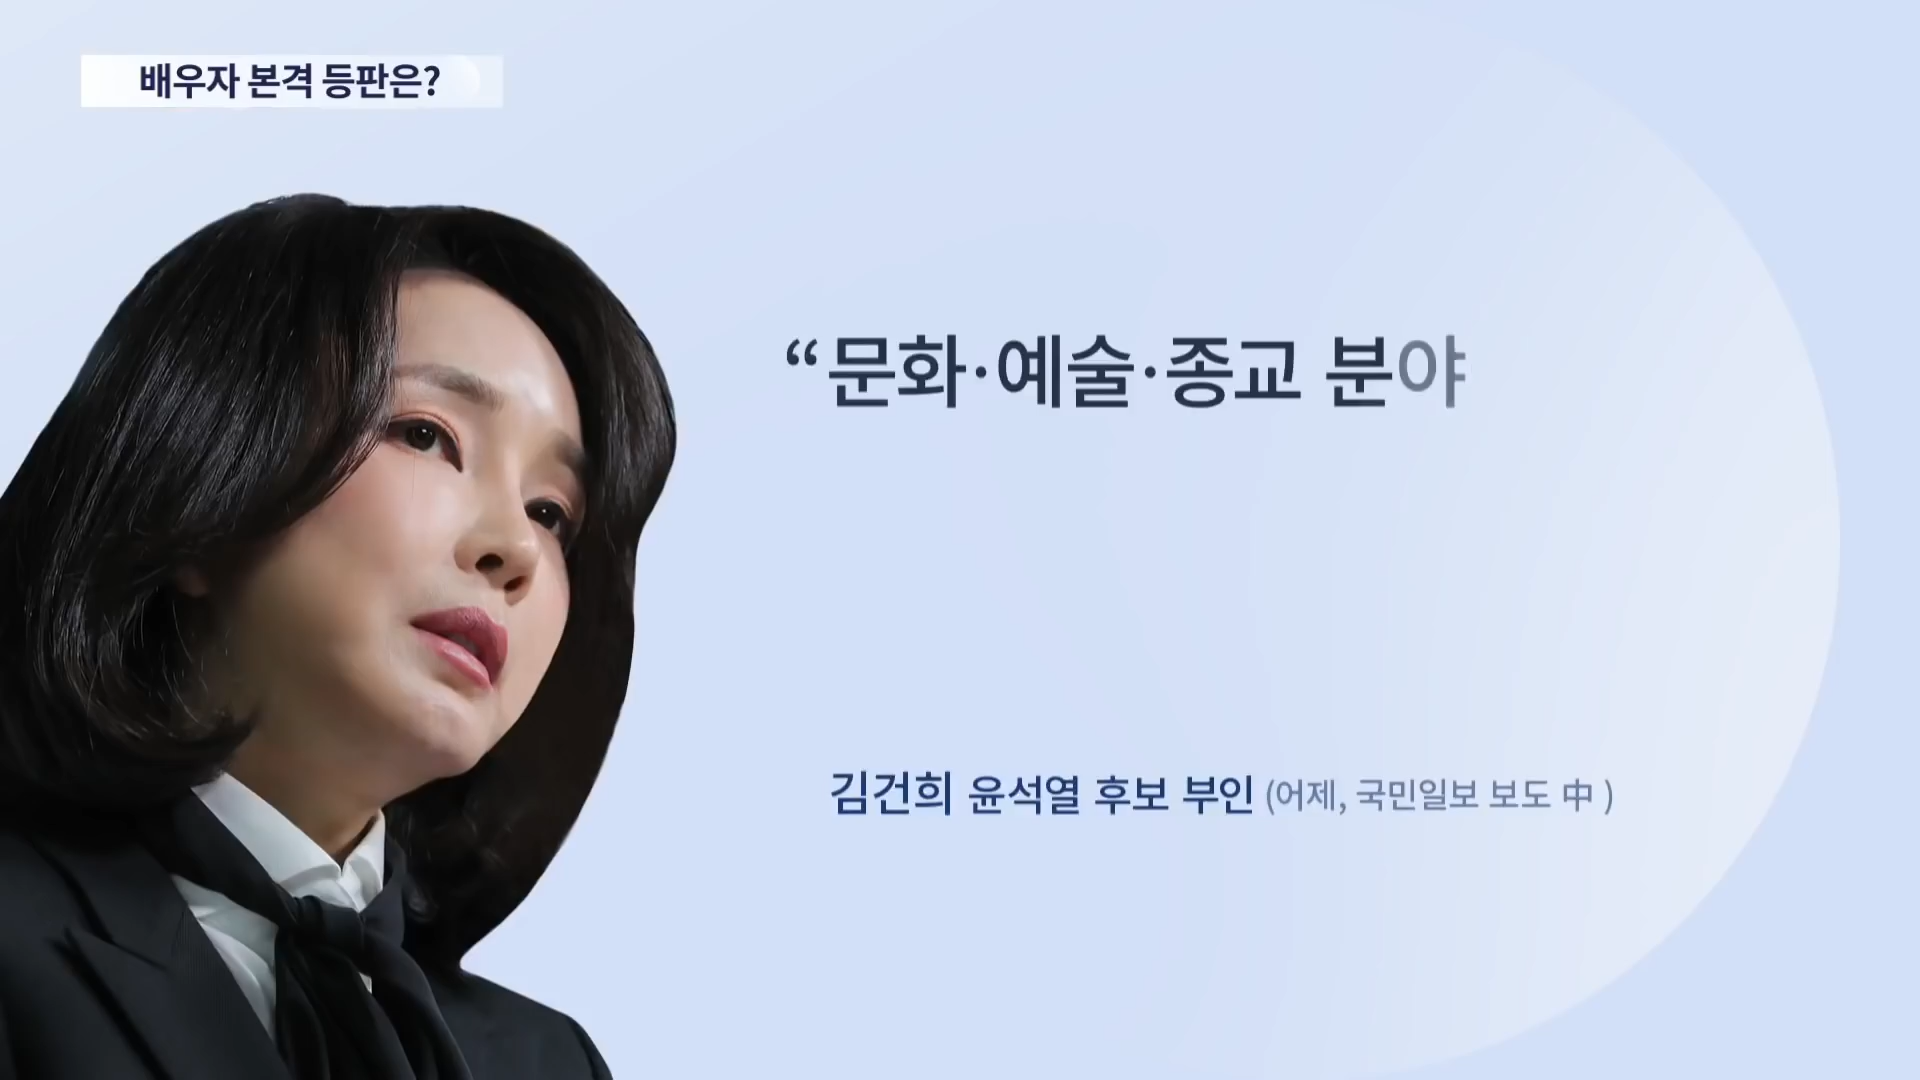 배우자 본격 등판은?
“문화·예술·종교 분야
김건희 윤석열 후보 부인 (어제, 국민일보 보도 中 )